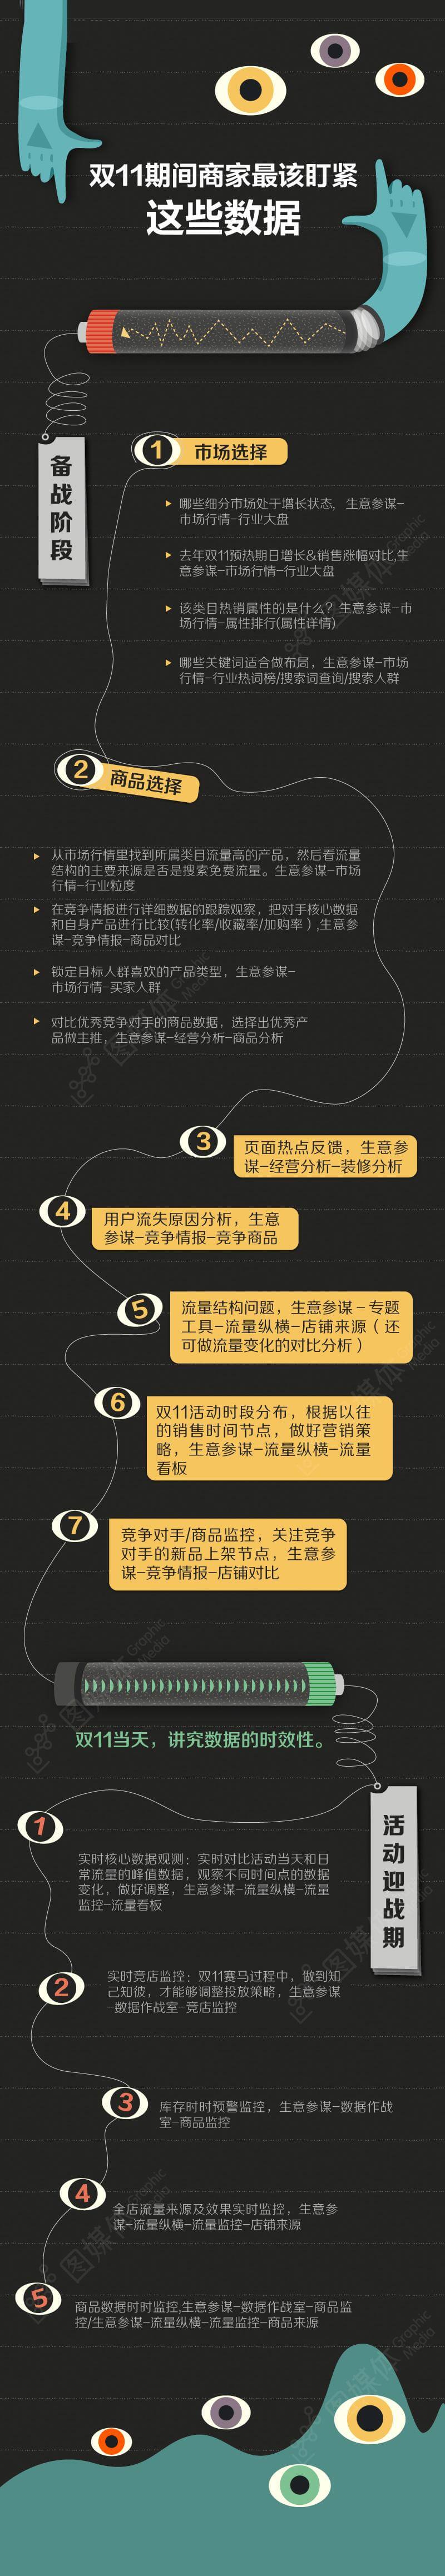 双11期间商家最该盯紧
这些数据
备战阶段
1
市场选择
哪些细分市场处于增长状态，生意参谋-
市场行情-行业大盘
去年双11预热期日增长&销售涨幅对比,生
意参谋-市场行情-行业大盘
该类目热销属性的是什么？生意参谋-市
场行情-属性排行(属性详情)
哪些关键词适合做布局，生意参谋-市场
行情-行业热词榜/搜索词查询/搜索人群
2
商品选择
从市场行情里找到所属类目流量高的产品，然后看流量
结构的主要来源是否是搜索免费流量。生意参谋-市场
行情-行业粒度
在竞争情报进行详细数据的跟踪观察，把对手核心数据
和自身产品进行比较(转化率/收藏率/加购率）,生意参
谋-竞争情报-商品对比
锁定目标人群喜欢的产品类型，生意参谋-
市场行情-买家人群
对比优秀竞争对手的商品数据，选择出优秀产
品做主推，生意参谋-经营分析-商品分析
3
页面热点反馈，生意参
谋-经营分析-装修分析
4
用户流失原因分析，生意
参谋-竞争情报-竞争商品
5
流量结构问题，生意参谋－专题
工具-流量纵横-店铺来源（还
可做流量变化的对比分析）
6
双11活动时段分布，根据以往
的销售时间节点，做好营销策
略，生意参谋-流量纵横-流量
看板
7
竞争对手/商品监控，关注竞争
对手的新品上架节点，生意参
谋-竞争情报-店铺对比
双11当天，讲究数据的时效性。
活动迎战期
1
实时核心数据观测：实时对比活动当天和日
常流量的峰值数据，观察不同时间点的数据
变化，做好调整，生意参谋-流量纵横-流量
监控-流量看板
2
实时竞店监控：双11赛马过程中，做到知
己知彼，才能够调整投放策略，生意参谋
-数据作战室-竞店监控
3
库存时时预警监控，生意参谋-数据作战
室-商品监控
4
全店流量来源及效果实时监控，生意参
谋-流量纵横-流量监控-店铺来源
5
商品数据时时监控,生意参谋-数据作战室-商品监
控/生意参谋-流量纵横-流量监控-商品来源
图媒体 Graphic Media